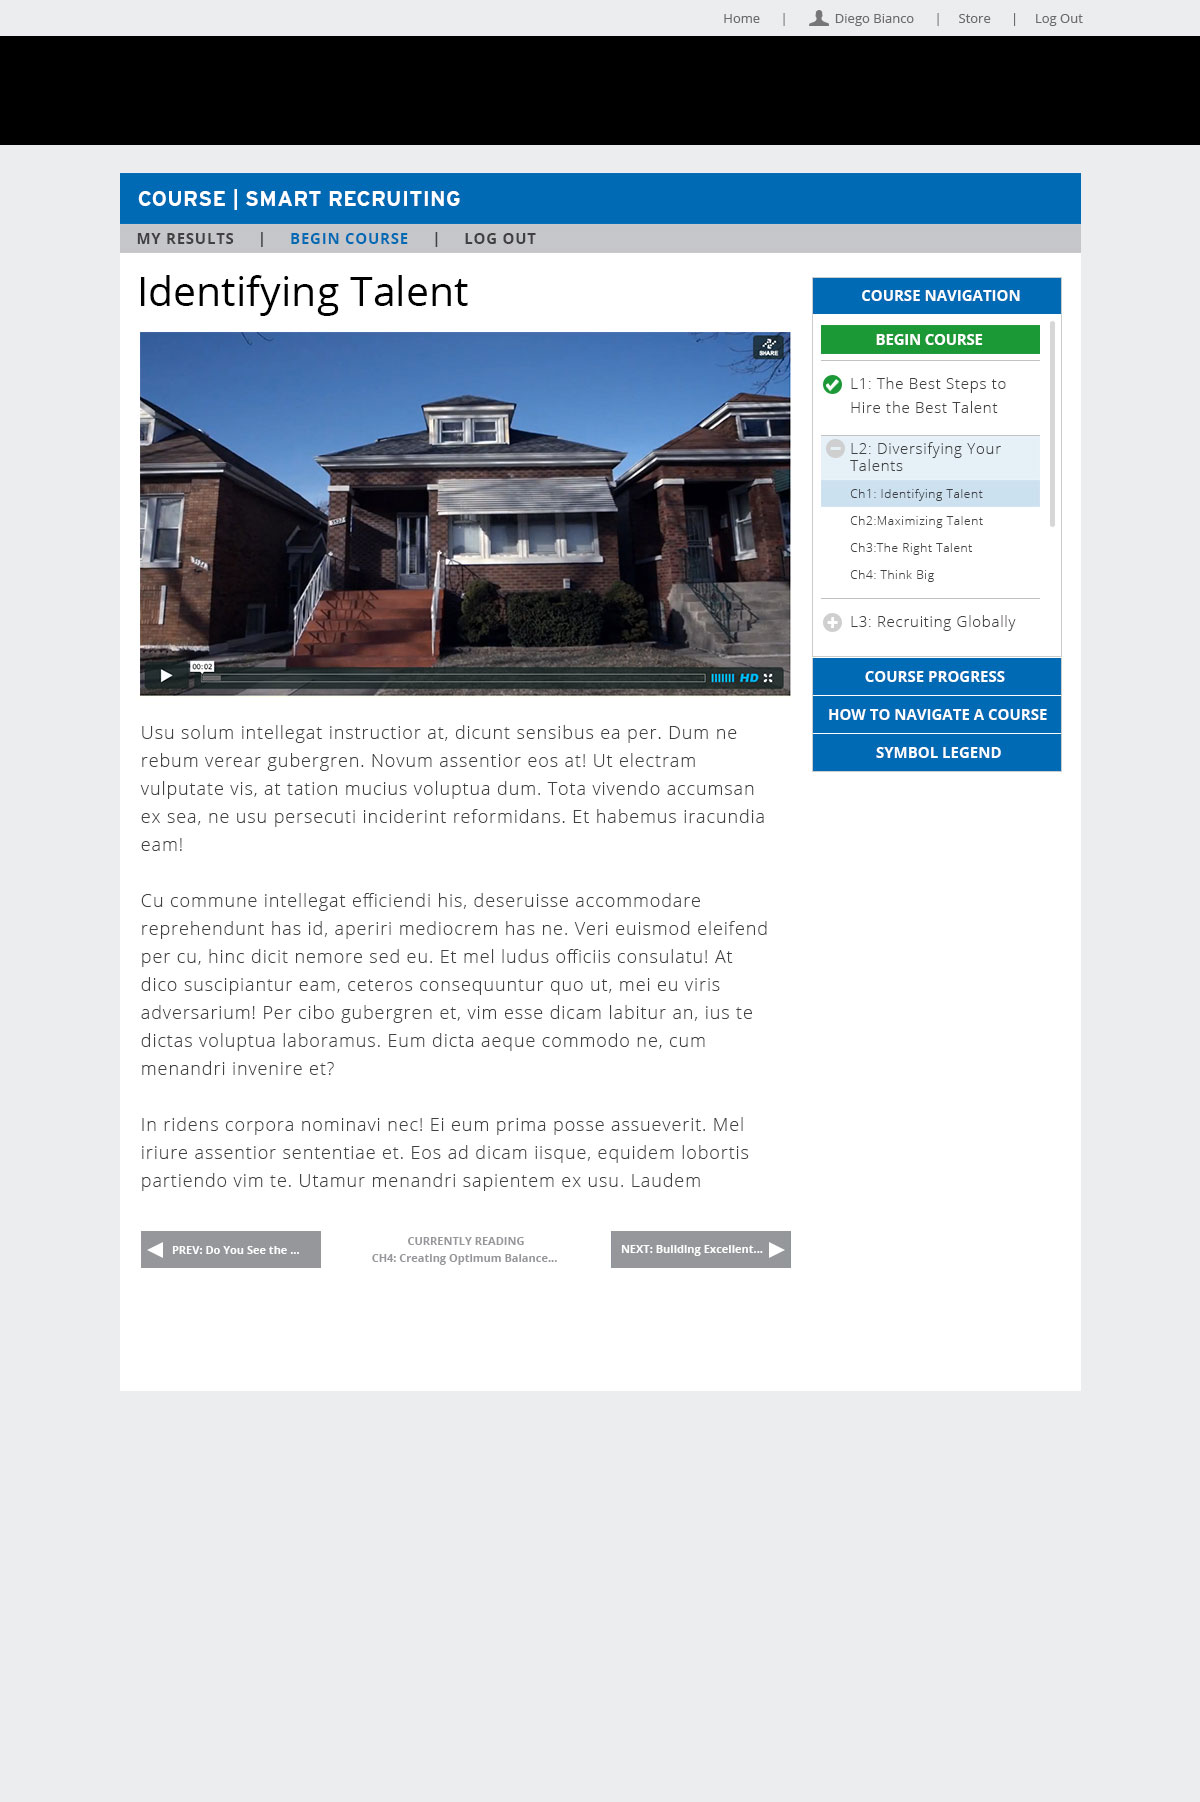 Home | Diego Bianco | Store | Log Out
COURSE | SMART RECRUITING
MY RESULTS | BEGIN COURSE | LOG OUT
Identifying Talent
SHARE
00:02
HD
Usu solum intellegat instructior at, dicunt sensibus ea per. Dum ne
rebum verear gubergren. Novum assentior eos at! Ut electram
vulputate vis, at tation mucius voluptua dum. Tota vivendo accumsan
ex sea, ne usu persecuti inciderint reformidans. Et habemus iracundia
eam!
Cu commune intellegat efficiendi his, deseruisse accommodare
reprehendunt has id, aperiri mediocrem has ne. Veri euismod eleifend
per cu, hinc dicit nemore sed eu. Et mel ludus officiis consulatu! At
dico suscipiantur eam, ceteros consequuntur quo ut, mei eu viris
adversarium! Per cibo gubergren et, vim esse dicam labitur an, ius te
dictas voluptua laboramus. Eum dicta aeque commodo ne, cum
menandri invenire et?
In ridens corpora nominavi nec! Ei eum prima posse assueverit. Mel
iriure assentior sententiae et. Eos ad dicam iisque, equidem lobortis
partiendo vim te. Utamur menandri sapientem ex usu. Laudem
PREV: Do You See the ...
CURRENTLY READING
CH4: Creating Optimum Balance...
NEXT: Building Excellent...
COURSE NAVIGATION
BEGIN COURSE
L1: The Best Steps to
Hire the Best Talent
L2: Diversifying Your
Talents
Ch1: Identifying Talent
Ch2:Maximizing Talent
Ch3:The Right Talent
Ch4: Think Big
L3: Recruiting Globally
COURSE PROGRESS
HOW TO NAVIGATE A COURSE
SYMBOL LEGEND